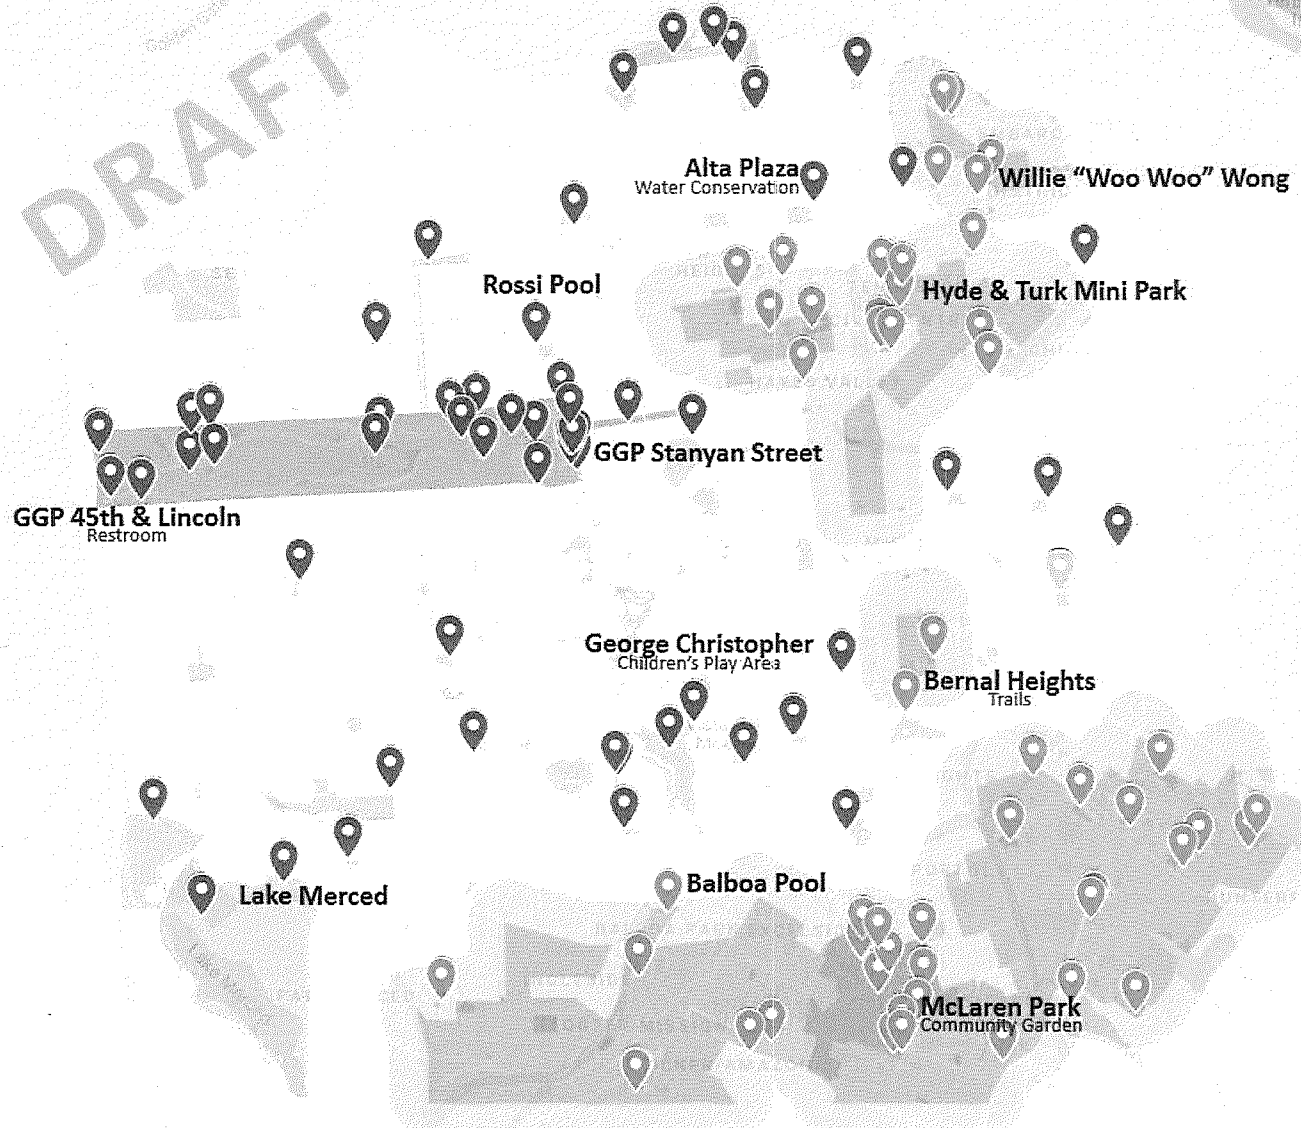 DRAFT
Alta Plaza
Water Conservation
Willie “Woo Woo” Wong
Rossi Pool
Hyde & Turk Mini Park
GGP Stanyan Street
GGP 45th & Lincoln
Restroom
George Christopher
Children's Play Area
Bernal Heights
Trails
Balboa Pool
Lake Merced
McLaren Park
Community Garden